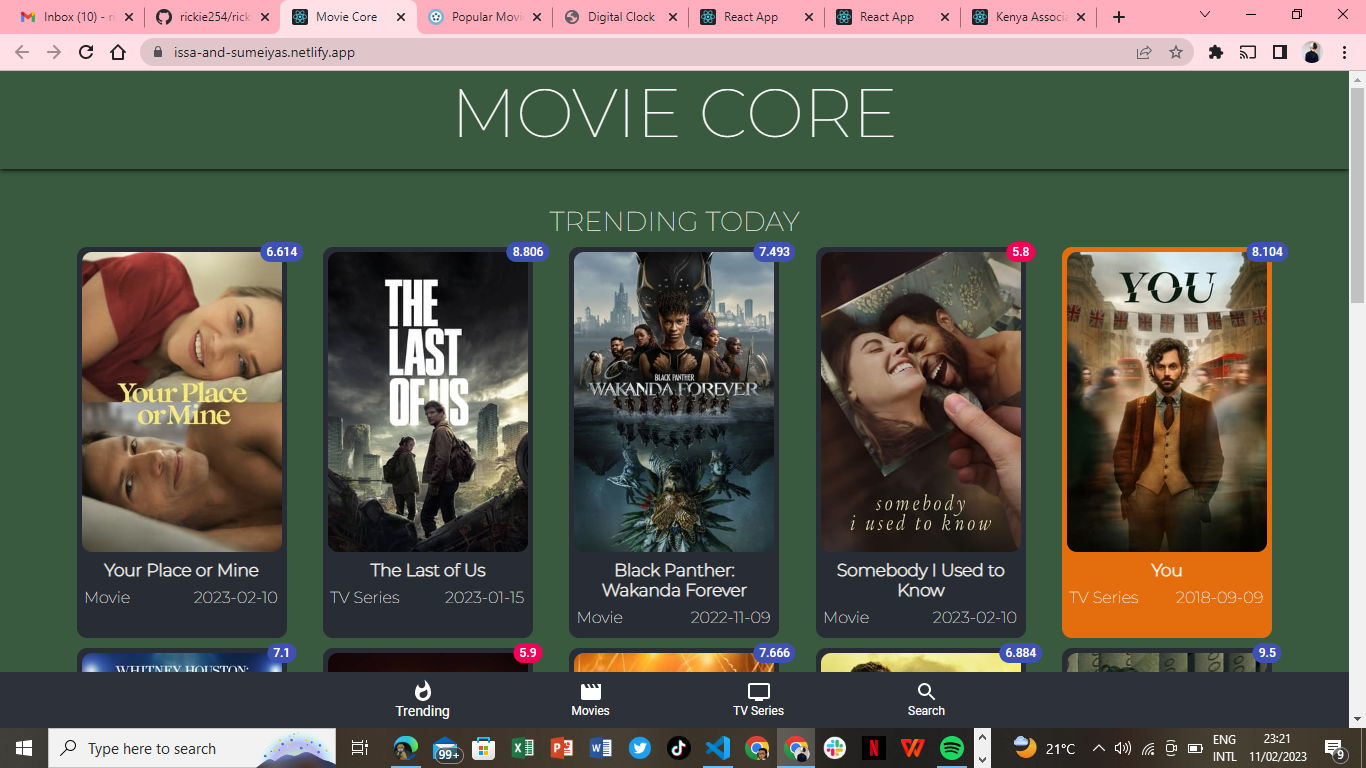 Inbox (10) - n
rickie254/rick
Movie Core
Popular Movi
Digital Clock
React App
React App
Kenya Associa
issa-and-sumeiyas.netlify.app
MOVIE CORE
TRENDING TODAY
6.614
8.806
7.493
5.8
8.104
Your Place
or Mine
THE
LAST
OF US
BLACK PANTHER
WAKANDA FOREVER
somebody
i used to know
YOU
Your Place or Mine
Movie 2023-02-10
The Last of Us
TV Series 2023-01-15
Black Panther:
Wakanda Forever
Movie 2022-11-09
Somebody I Used to
Know
Movie 2023-02-10
You
TV Series 2018-09-09
7.1
5.9
7.666
6.884
9.5
WHITNEY HOUSTON:
Trending
Movies
TV Series
Search
Type here to search
99+
21°C
ENG
INTL
23:21
11/02/2023
9